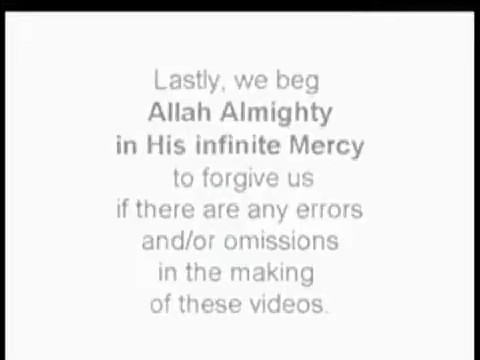 Lastly, we beg
Allah Almighty
in His infinite Mercy
to forgive us
if there are any errors
and/or omissions
in the making
of these videos.